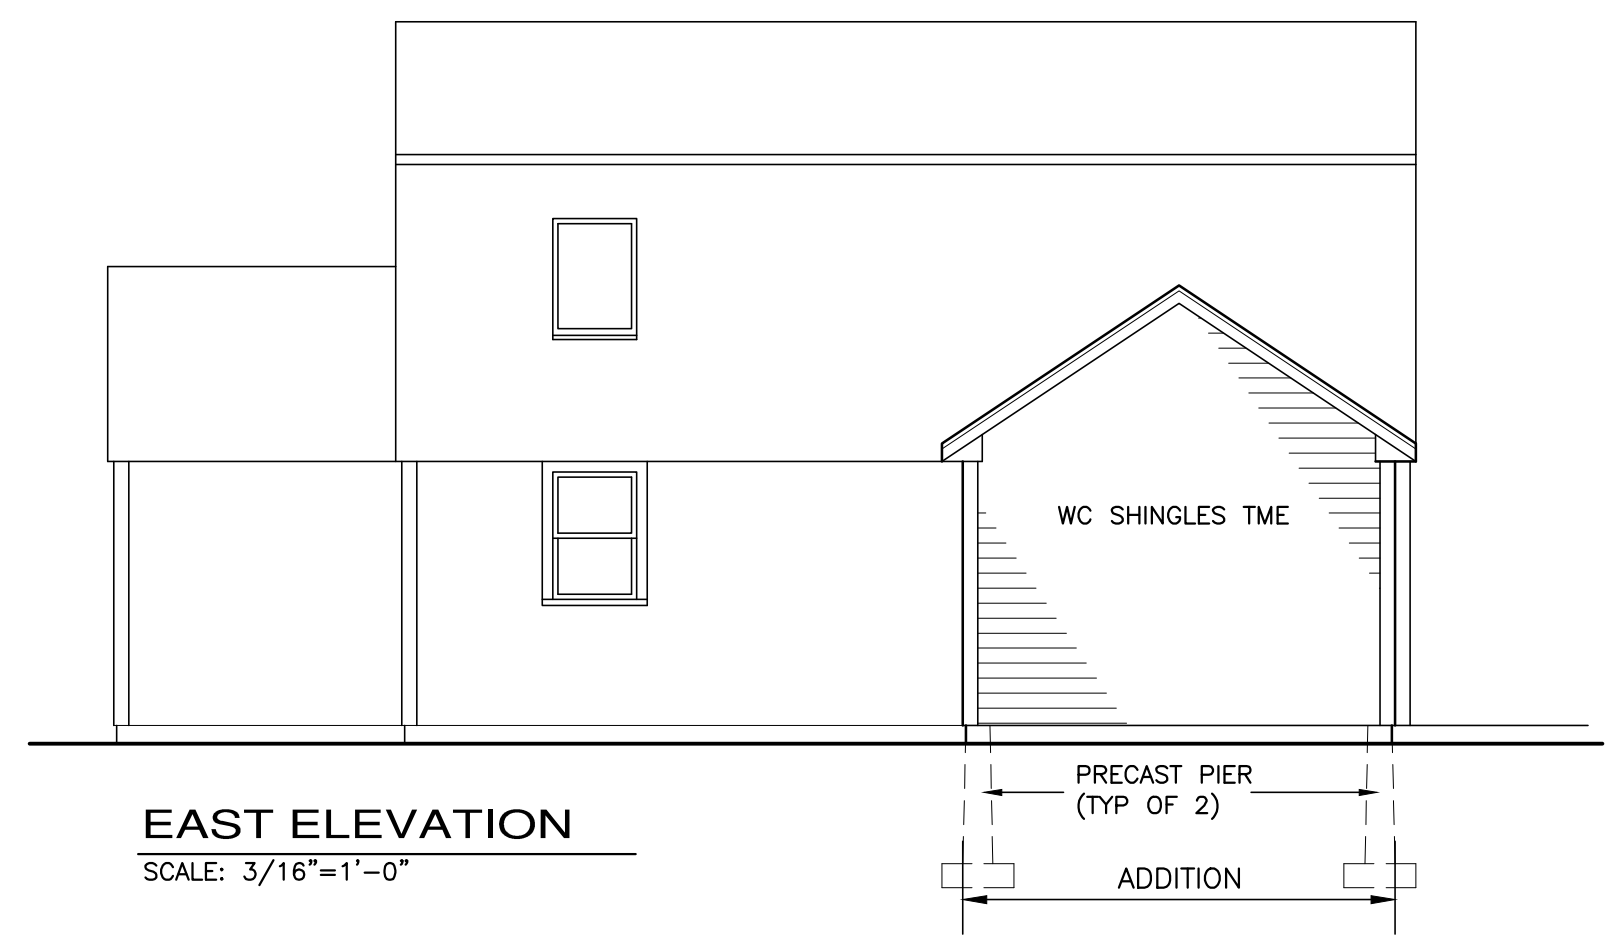 WC SHINGLES TME
PRECAST PIER
(TYP OF 2)
EAST ELEVATION
SCALE: 3/16"=1'-0"
ADDITION